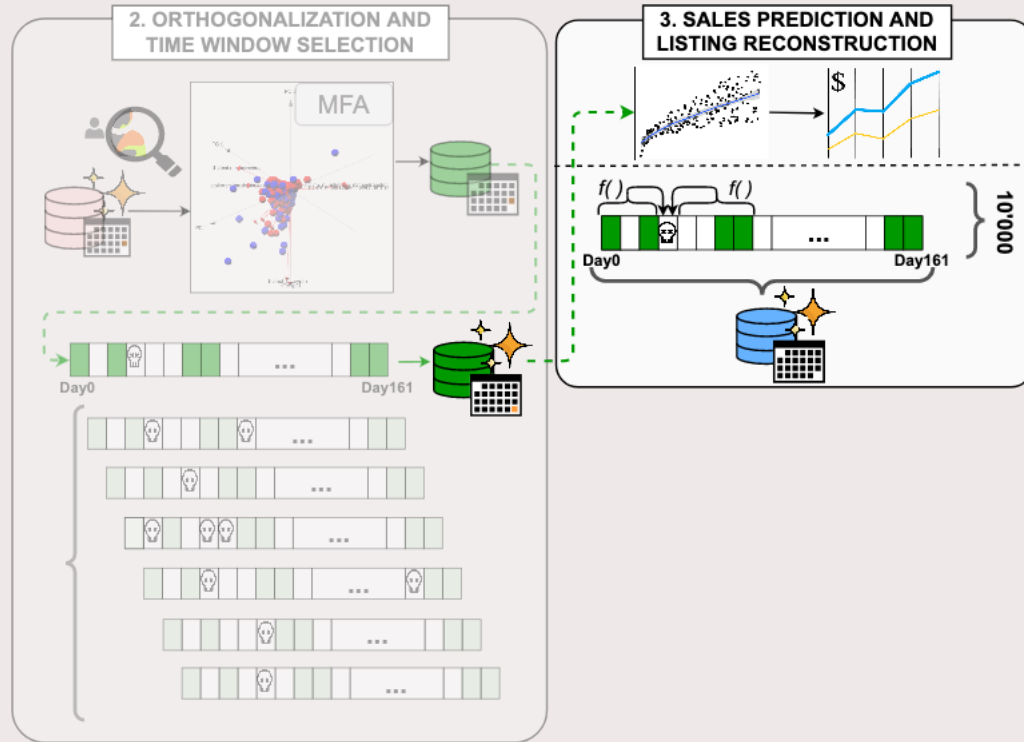 2. ORTHOGONALIZATION AND
TIME WINDOW SELECTION
MFA
Day0
Day161
...
...
...
...
...
...
...
3. SALES PREDICTION AND
LISTING RECONSTRUCTION
$
f( )
f( )
...
Day0
Day161
10'000